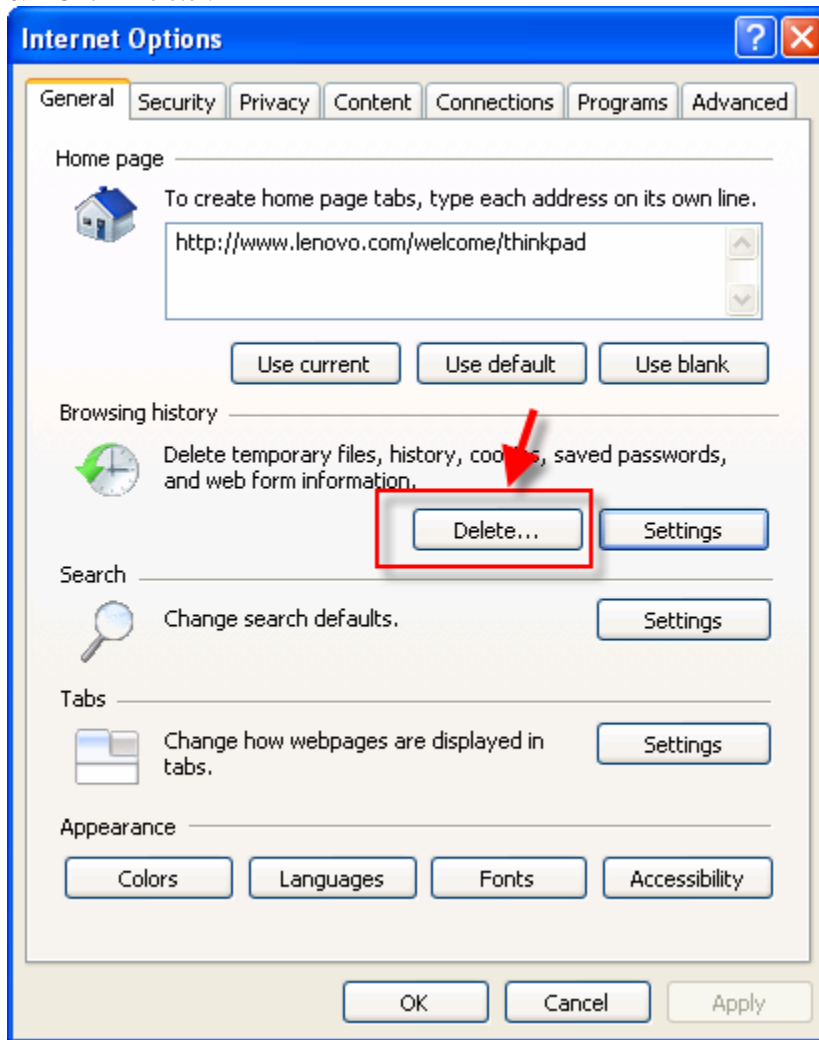 Internet Options
General Security Privacy Content Connections Programs Advanced
Home page
To create home page tabs, type each address on its own line.
http://www.lenovo.com/welcome/thinkpad
Use current Use default Use blank
Browsing history
Delete temporary files, history, cookies, saved passwords,
and web form information.
Delete... Settings
Search
Change search defaults. Settings
Tabs
Change how webpages are displayed in
tabs.
Settings
Appearance
Colors Languages Fonts Accessibility
OK Cancel Apply